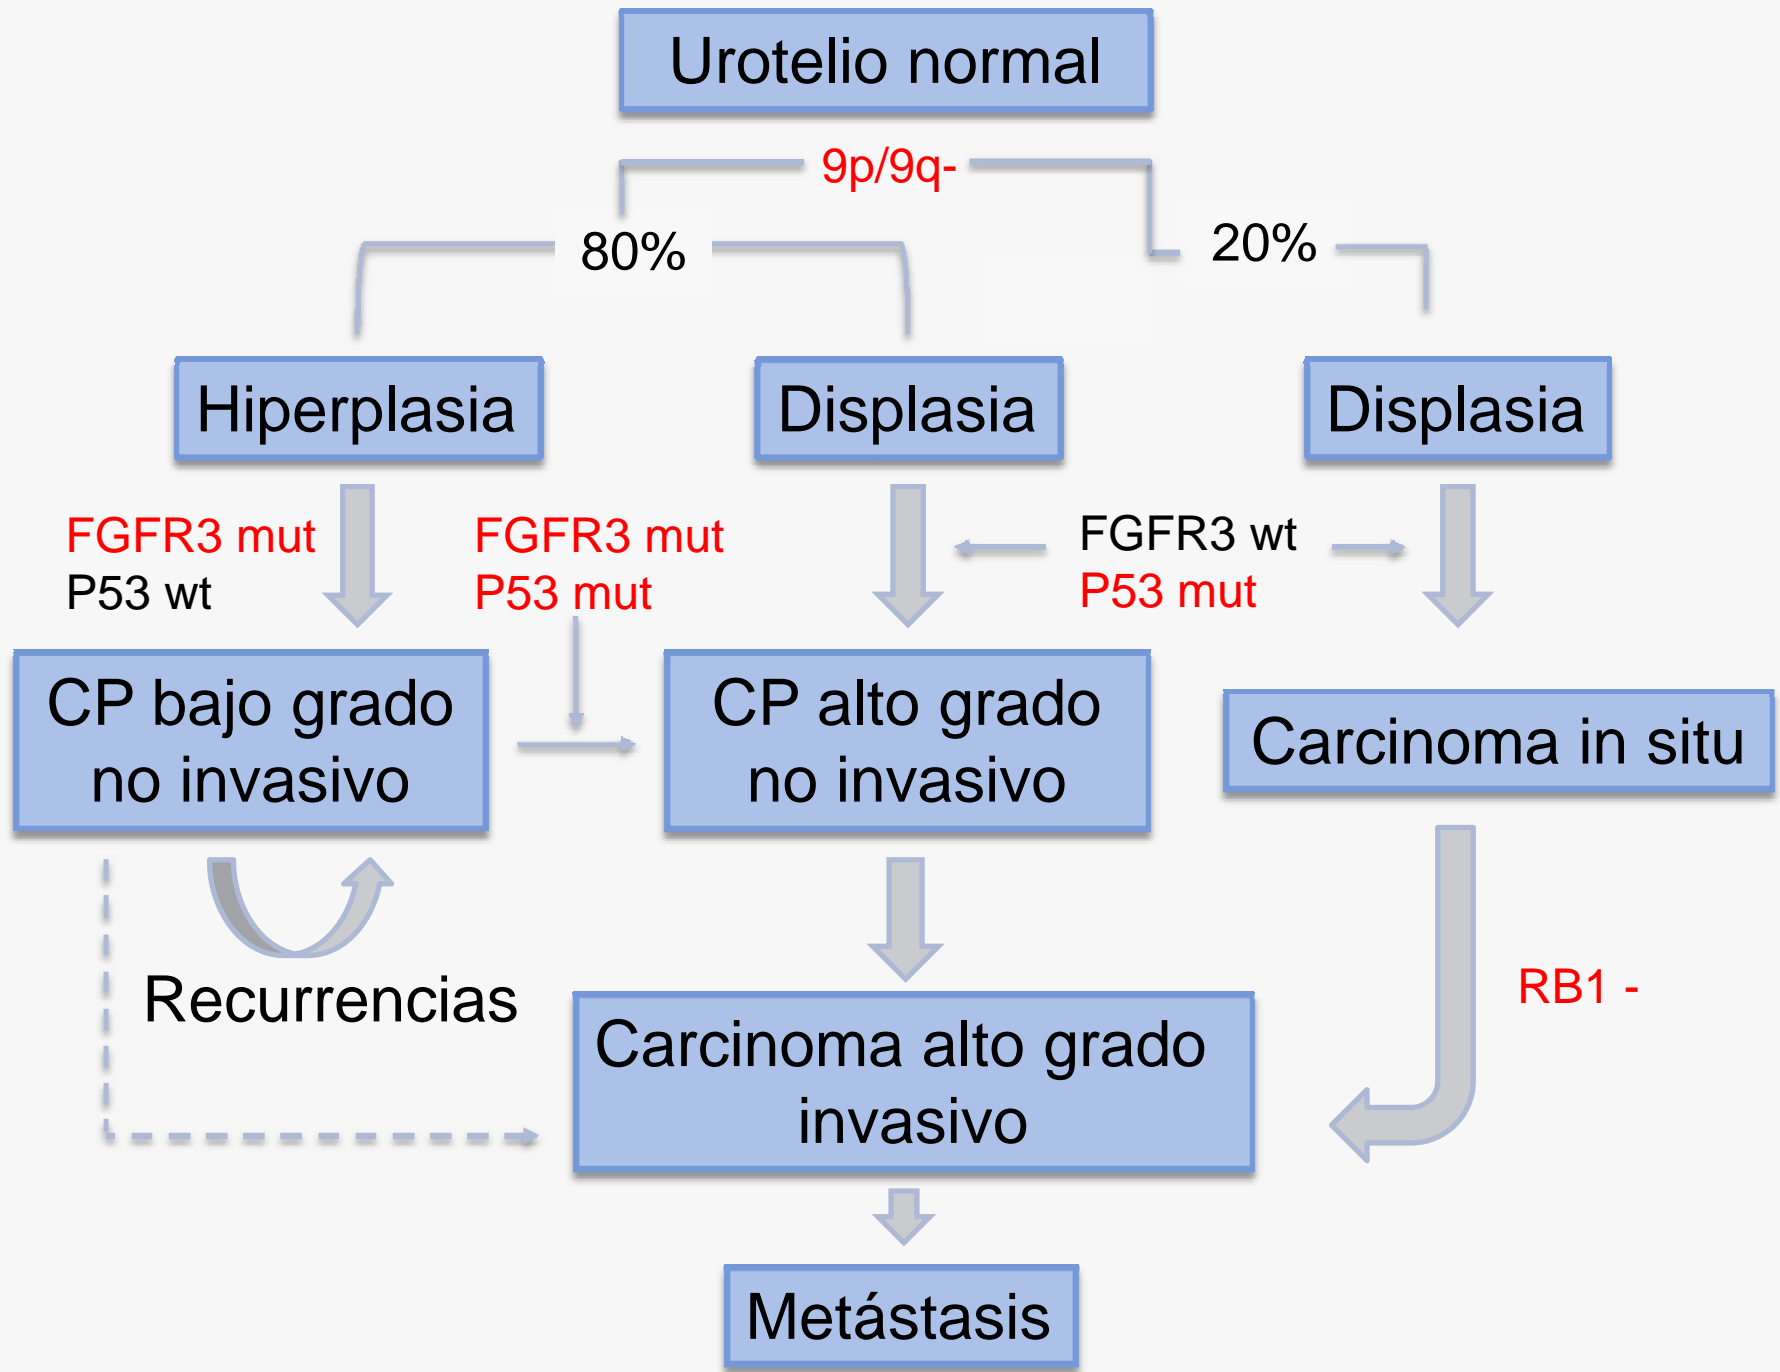 Urotelio normal
9p/9q-
80%
20%
Hiperplasia
Displasia
Displasia
FGFR3 mut
P53 wt
FGFR3 mut
P53 mut
FGFR3 wt
P53 mut
CP bajo grado
no invasivo
CP alto grado
no invasivo
Carcinoma in situ
Recurrencias
RB1 -
Carcinoma alto grado
invasivo
Metástasis